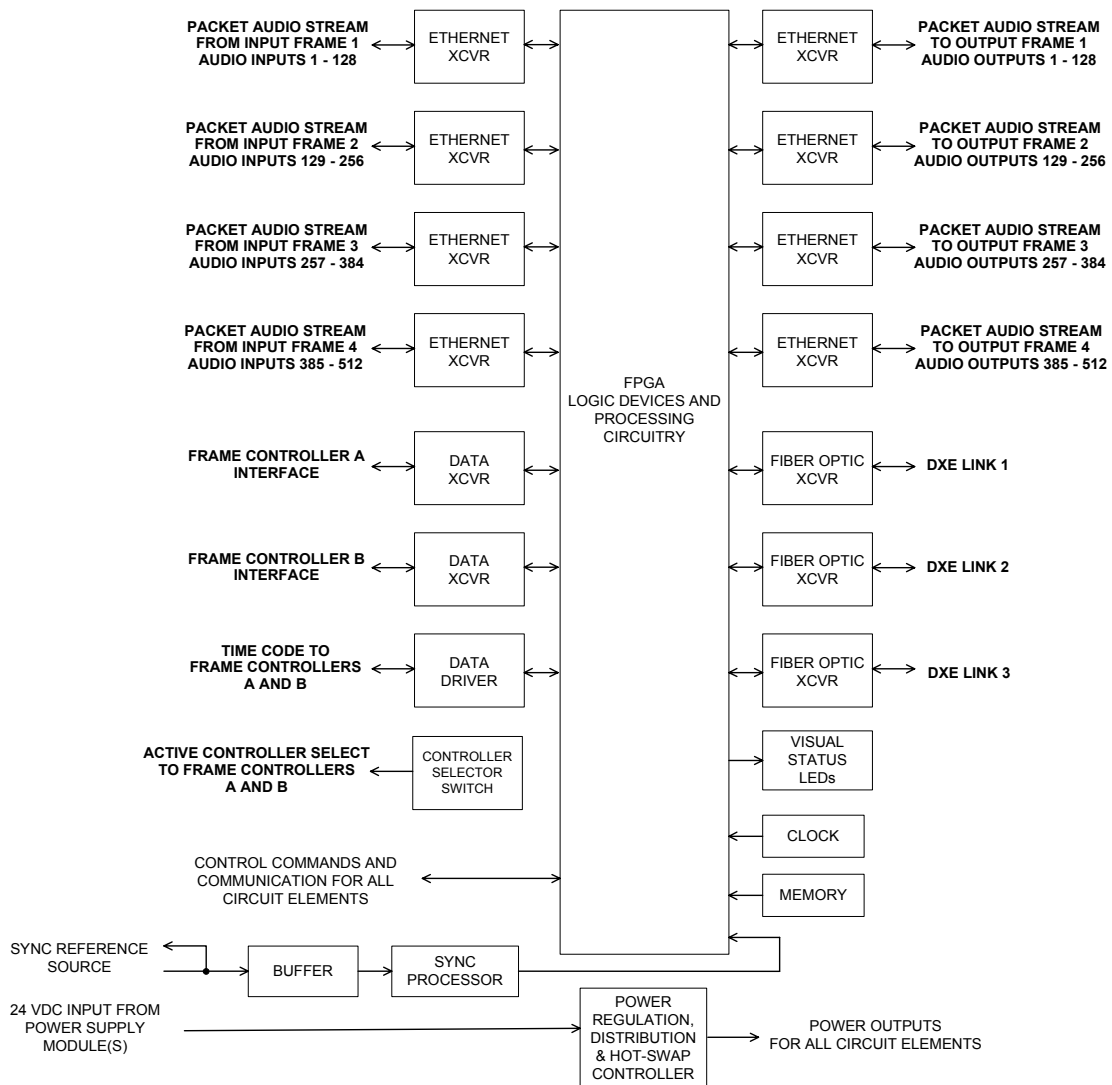 PACKET AUDIO STREAM
FROM INPUT FRAME 1
AUDIO INPUTS 1 - 128
ETHERNET
XCVR
ETHERNET
XCVR
PACKET AUDIO STREAM
TO OUTPUT FRAME 1
AUDIO OUTPUTS 1 - 128
PACKET AUDIO STREAM
FROM INPUT FRAME 2
AUDIO INPUTS 129 - 256
ETHERNET
XCVR
ETHERNET
XCVR
PACKET AUDIO STREAM
TO OUTPUT FRAME 2
AUDIO OUTPUTS 129 - 256
PACKET AUDIO STREAM
FROM INPUT FRAME 3
AUDIO INPUTS 257 - 384
ETHERNET
XCVR
ETHERNET
XCVR
PACKET AUDIO STREAM
TO OUTPUT FRAME 3
AUDIO OUTPUTS 257 - 384
PACKET AUDIO STREAM
FROM INPUT FRAME 4
AUDIO INPUTS 385 - 512
ETHERNET
XCVR
ETHERNET
XCVR
PACKET AUDIO STREAM
TO OUTPUT FRAME 4
AUDIO OUTPUTS 385 - 512
FPGA
LOGIC DEVICES AND
PROCESSING
CIRCUITRY
FRAME CONTROLLER A
INTERFACE
DATA
XCVR
FIBER OPTIC
XCVR
DXE LINK 1
FRAME CONTROLLER B
INTERFACE
DATA
XCVR
FIBER OPTIC
XCVR
DXE LINK 2
TIME CODE TO
FRAME CONTROLLERS
A AND B
DATA
DRIVER
FIBER OPTIC
XCVR
DXE LINK 3
ACTIVE CONTROLLER SELECT
TO FRAME CONTROLLERS
A AND B
CONTROLLER
SELECTOR
SWITCH
VISUAL
STATUS
LEDs
CLOCK
CONTROL COMMANDS AND
COMMUNICATION FOR ALL
CIRCUIT ELEMENTS
MEMORY
SYNC REFERENCE
SOURCE
BUFFER
SYNC
PROCESSOR
24 VDC INPUT FROM
POWER SUPPLY
MODULE(S)
POWER
REGULATION,
DISTRIBUTION
& HOT-SWAP
CONTROLLER
POWER OUTPUTS
FOR ALL CIRCUIT ELEMENTS